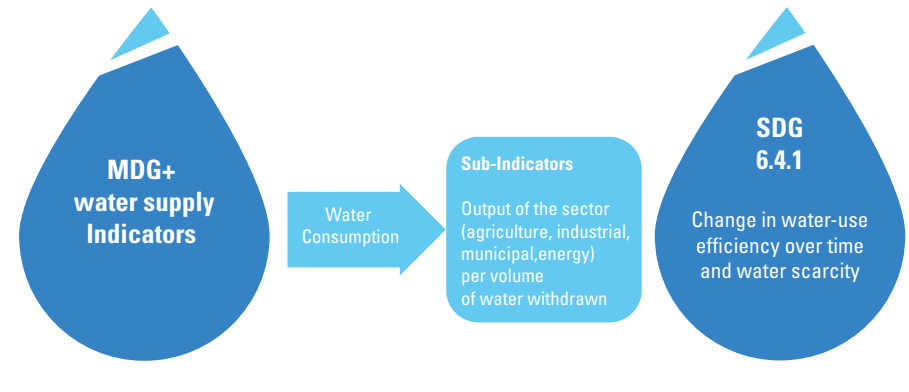 MDG+
water supply
Indicators
Water
Consumption
Sub-Indicators
Output of the sector
(agriculture, industrial,
municipal,energy)
per volume
of water withdrawn
SDG
6.4.1
Change in water-use
efficiency over time
and water scarcity